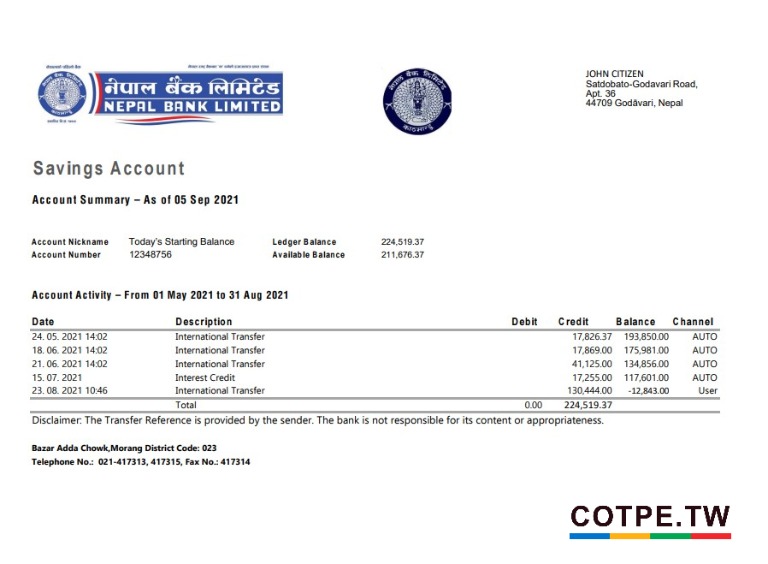 नेपाल बैंक लिमिटेड
NEPAL BANK LIMITED
नेपाल बैंक लिमिटेड
काठमाण्डू
JOHN CITIZEN
Satdobato-Godavari Road,
Apt. 36
44709 Godâvari, Nepal
Savings Account
Account Summary – As of 05 Sep 2021
Account Nickname Today's Starting Balance Ledger Balance 224,519.37
Account Number 12348756 Available Balance 211,676.37
Account Activity – From 01 May 2021 to 31 Aug 2021
Date Description Debit Credit Balance Channel
24. 05. 2021 14:02 International Transfer 17,826.37 193,850.00 AUTO
18. 06. 2021 14:02 International Transfer 17,869.00 175,981.00 AUTO
21. 06. 2021 14:02 International Transfer 41,125.00 134,856.00 AUTO
15. 07. 2021 Interest Credit 17,255.00 117,601.00 AUTO
23. 08. 2021 10:46 International Transfer 130,444.00 -12,843.00 User
Total 0.00 224,519.37
Disclaimer: The Transfer Reference is provided by the sender. The bank is not responsible for its content or appropriateness.
Bazar Adda Chowk,Morang District Code: 023
Telephone No.: 021-417313, 417315, Fax No.: 417314
COTPE.TW